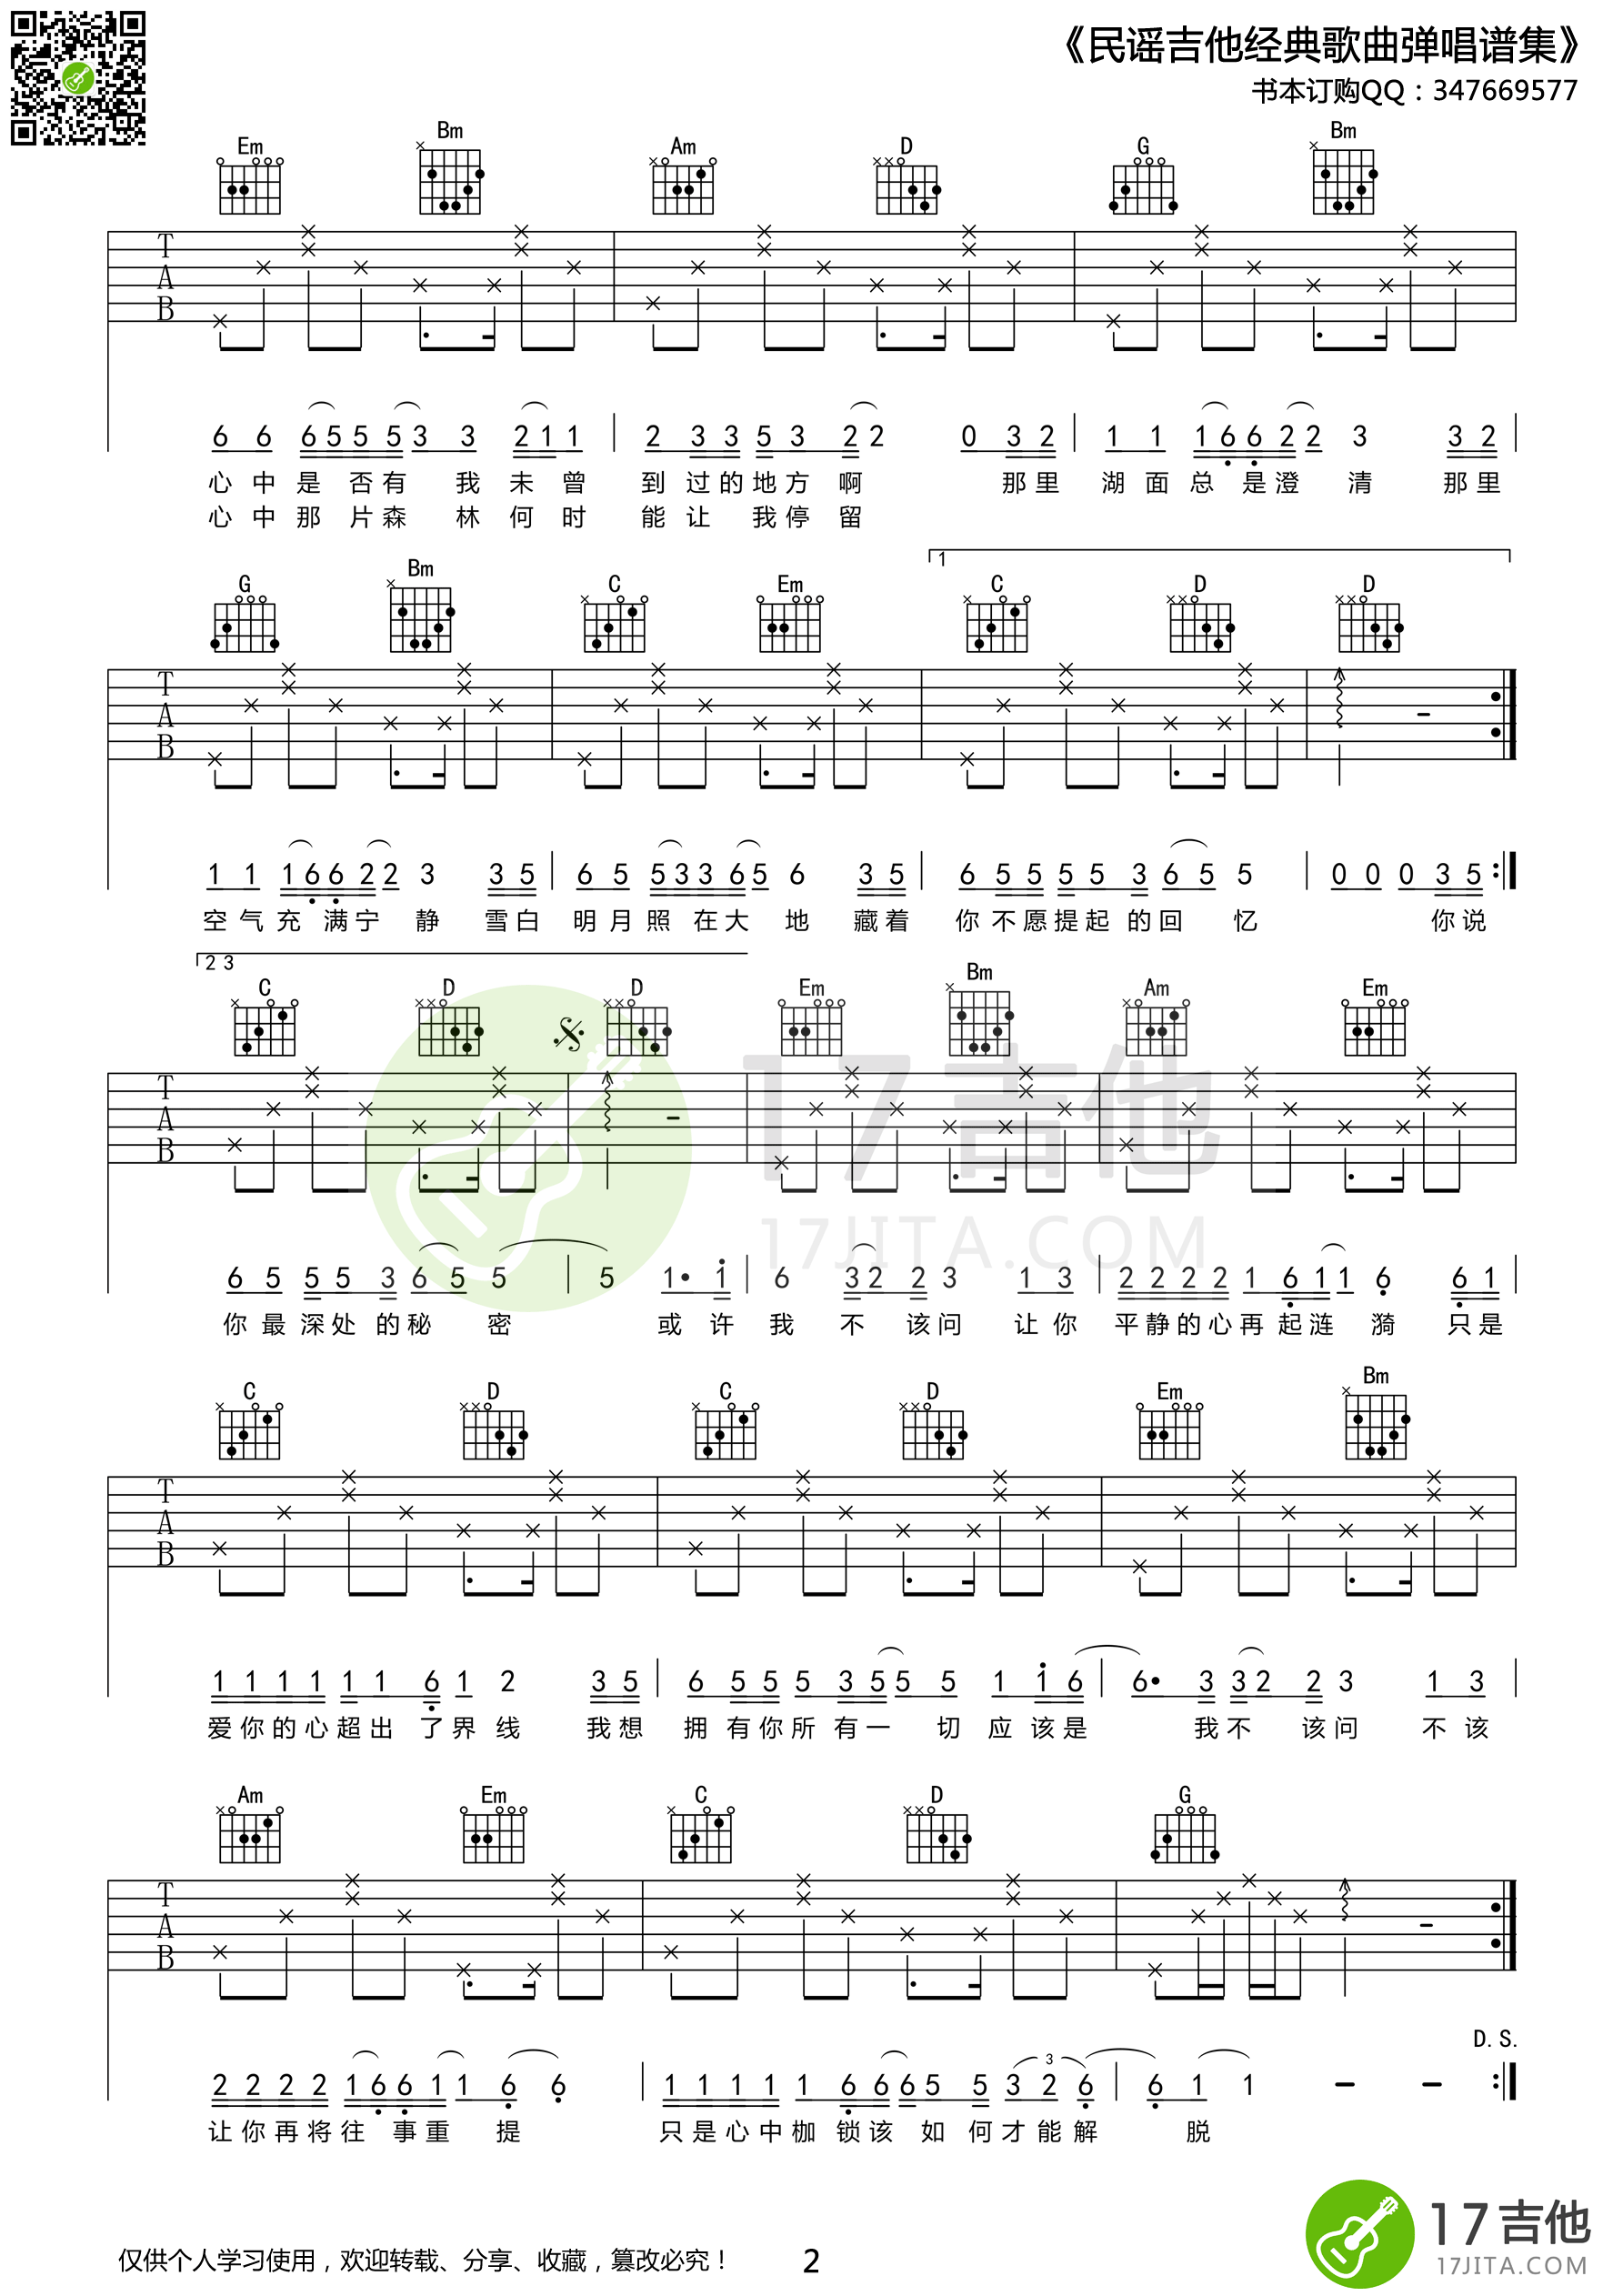 《民谣吉他经典歌曲弹唱谱集》
书本订购QQ：347669577
Em Bm Am D G Bm
T
A
B
6 6 6 5 5 5 3 3 2 1 1 | 2 3 3 5 3 2 2 0 3 2 | 1 1 1 6 6 2 2 3 3 2 |
心中是否有我未曾 到过的地方啊 那里 湖面总是澄清 那里
心中那片森林何时 能让我停留
1
G Bm C Em C D D
T
A
B
1 1 1 6 6 2 2 3 3 5 | 6 5 5 3 3 6 5 6 3 5 | 6 5 5 5 5 3 6 5 5 | 0 0 0 3 5 :|
空气充满宁静 雪白 明月照在大地 藏着 你不愿提起的回忆 你说
2 3
C D D Em Bm Am Em
T
A
B
17吉他
17JITA.COM
6 5 5 5 3 6 5 5 | 5 1· 1 | 6 3 2 2 3 1 3 | 2 2 2 2 1 6 1 1 6 6 1 |
你最深处的秘密 或许 我不该问 让你 平静的心再起涟漪 只是
C D C D Em Bm
T
A
B
1 1 1 1 1 1 6 1 2 3 5 | 6 5 5 5 3 5 5 5 1 1 6 | 6· 3 3 2 2 3 1 3 |
爱你的心超出了界线 我想 拥有你所有一切应该是 我不该问 不该
Am Em C D G
T
A
B
D. S.
2 2 2 2 1 6 6 1 1 6 6 | 1 1 1 1 1 6 6 6 5 5 3 2 6 | 6 1 1 - - :|
3
让你再将往事重提 只是心中枷锁该如何才能解 脱
仅供个人学习使用，欢迎转载、分享、收藏，篡改必究！
2
17吉他
17JITA.COM